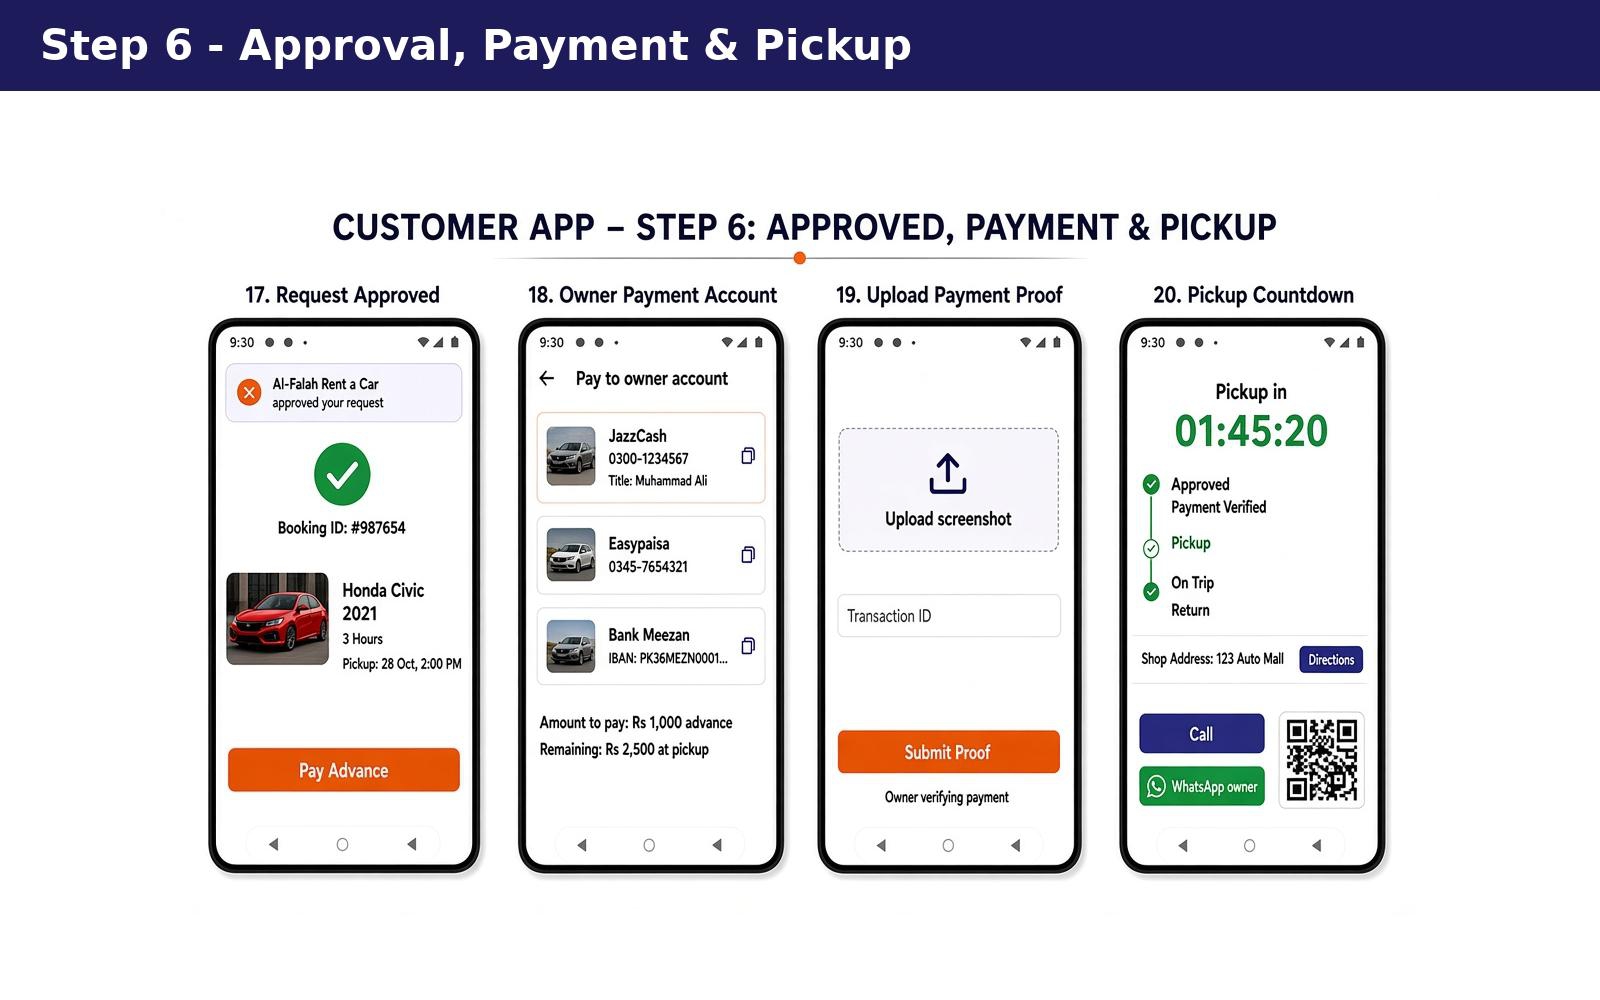 Step 6 - Approval, Payment & Pickup
CUSTOMER APP – STEP 6: APPROVED, PAYMENT & PICKUP
17. Request Approved
9:30
Al-Falah Rent a Car
approved your request
Booking ID: #987654
Honda Civic
2021
3 Hours
Pickup: 28 Oct, 2:00 PM
Pay Advance
18. Owner Payment Account
9:30
Pay to owner account
JazzCash
0300-1234567
Title: Muhammad Ali
Easypaisa
0345-7654321
Bank Meezan
IBAN: PK36MEZN0001...
Amount to pay: Rs 1,000 advance
Remaining: Rs 2,500 at pickup
19. Upload Payment Proof
9:30
Upload screenshot
Transaction ID
Submit Proof
Owner verifying payment
20. Pickup Countdown
9:30
Pickup in
01:45:20
Approved
Payment Verified
Pickup
On Trip
Return
Shop Address: 123 Auto Mall
Directions
Call
WhatsApp owner